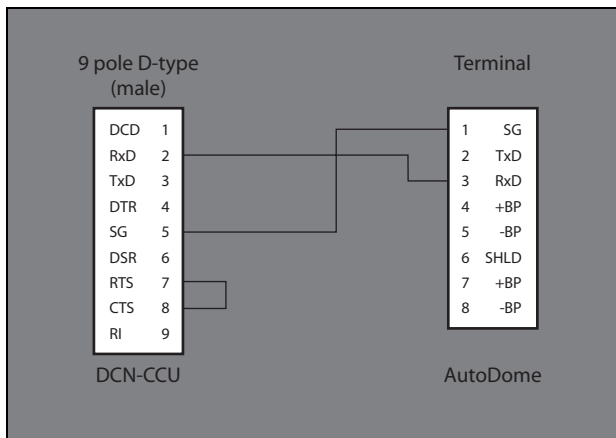 9 pole D-type
(male)
DCD 1
RxD 2
TxD 3
DTR 4
SG 5
DSR 6
RTS 7
CTS 8
RI 9
DCN-CCU
Terminal
1 SG
2 TxD
3 RxD
4 +BP
5 -BP
6 SHLD
7 +BP
8 -BP
AutoDome